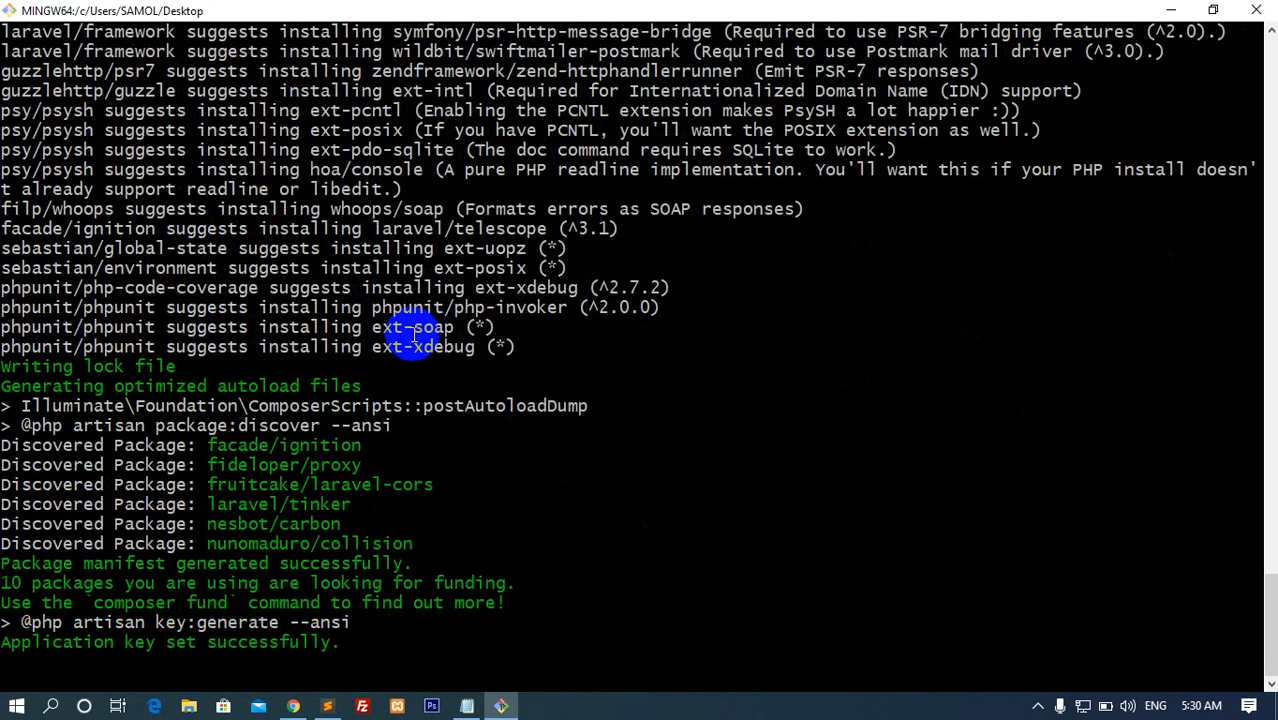 MINGW64:/c/Users/SAMOL/Desktop
laravel/framework suggests installing symfony/psr-http-message-bridge (Required to use PSR-7 bridging features (^2.0).)
laravel/framework suggests installing wildbit/swiftmailer-postmark (Required to use Postmark mail driver (^3.0).)
guzzlehttp/psr7 suggests installing zendframework/zend-httphandlerrunner (Emit PSR-7 responses)
guzzlehttp/guzzle suggests installing ext-intl (Required for Internationalized Domain Name (IDN) support)
psy/psysh suggests installing ext-pcntl (Enabling the PCNTL extension makes PsySH a lot happier :))
psy/psysh suggests installing ext-posix (If you have PCNTL, you'll want the POSIX extension as well.)
psy/psysh suggests installing ext-pdo-sqlite (The doc command requires SQLite to work.)
psy/psysh suggests installing hoa/console (A pure PHP readline implementation. You'll want this if your PHP install doesn'
t already support readline or libedit.)
filp/whoops suggests installing whoops/soap (Formats errors as SOAP responses)
facade/ignition suggests installing laravel/telescope (^3.1)
sebastian/global-state suggests installing ext-uopz (*)
sebastian/environment suggests installing ext-posix (*)
phpunit/php-code-coverage suggests installing ext-xdebug (^2.7.2)
phpunit/phpunit suggests installing phpunit/php-invoker (^2.0.0)
phpunit/phpunit suggests installing ext-soap (*)
phpunit/phpunit suggests installing ext-xdebug (*)
Writing lock file
Generating optimized autoload files
> Illuminate\Foundation\ComposerScripts::postAutoloadDump
> @php artisan package:discover --ansi
Discovered Package: facade/ignition
Discovered Package: fideloper/proxy
Discovered Package: fruitcake/laravel-cors
Discovered Package: laravel/tinker
Discovered Package: nesbot/carbon
Discovered Package: nunomaduro/collision
Package manifest generated successfully.
10 packages you are using are looking for funding.
Use the `composer fund` command to find out more!
> @php artisan key:generate --ansi
Application key set successfully.
Fz
Ps
ENG
5:30 AM